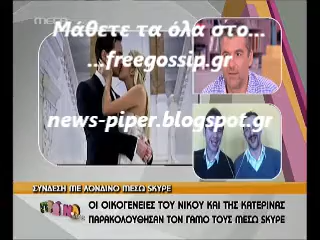 mega
Μάθετε τα όλα στο...
...freegossip.gr
news-piper.blogspot.gr
ΣΥΝΔΕΣΗ ΜΕ ΛΟΝΔΙΝΟ ΜΕΣΩ SKYPE
ΟΙ ΟΙΚΟΓΕΝΕΙΕΣ ΤΟΥ ΝΙΚΟΥ ΚΑΙ ΤΗΣ ΚΑΤΕΡΙΝΑΣ
ΠΑΡΑΚΟΛΟΥΘΗΣΑΝ ΤΟΝ ΓΑΜΟ ΤΟΥΣ ΜΕΣΩ SKYPE